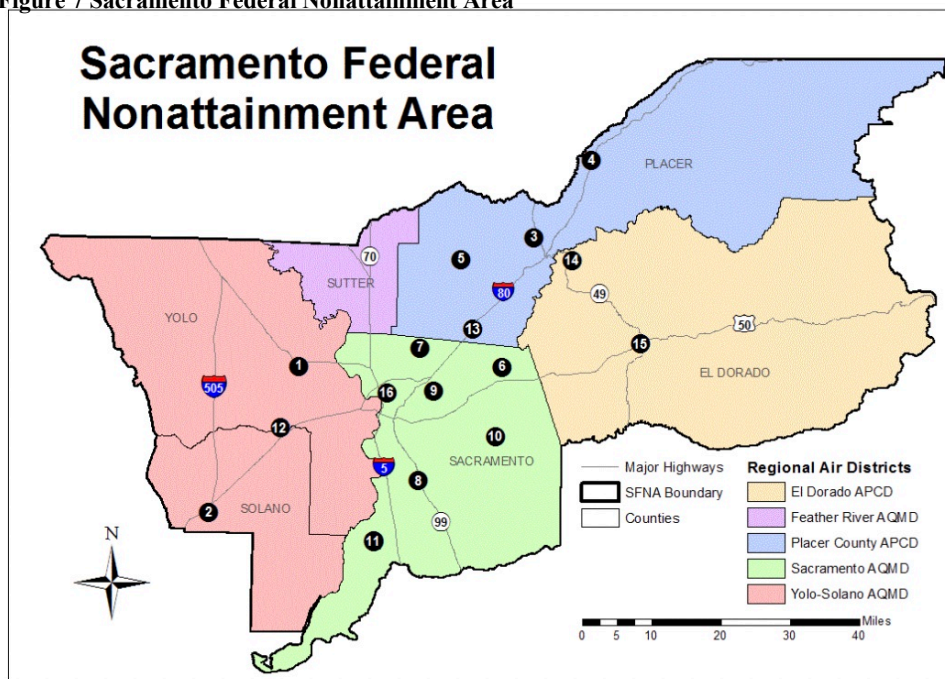 Figure 7 Sacramento Federal Nonattainment Area
Sacramento Federal
Nonattainment Area
4
PLACER
3
5
14
70
SUTTER
80
49
YOLO
13
50
7
15
1
6
EL DORADO
505
16
9
12
10
5
SACRAMENTO
8
2
SOLANO
99
11
N
Major Highways
SFNA Boundary
Counties
Regional Air Districts
El Dorado APCD
Feather River AQMD
Placer County APCD
Sacramento AQMD
Yolo-Solano AQMD
Miles
0 5 10 20 30 40